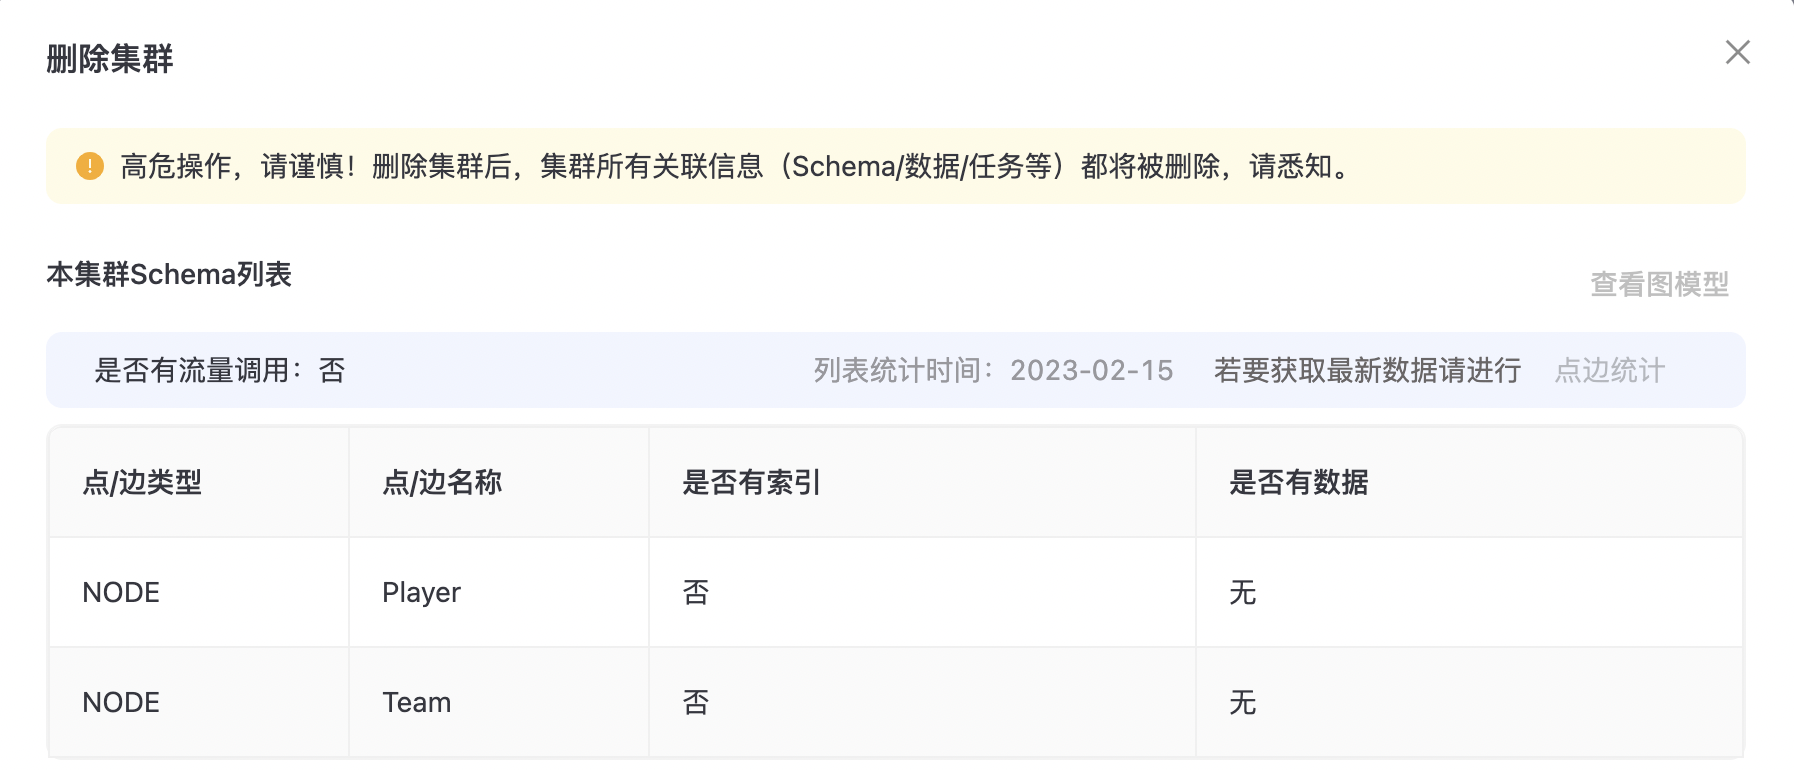 删除集群
高危操作，请谨慎！删除集群后，集群所有关联信息（Schema/数据/任务等）都将被删除，请悉知。
本集群Schema列表
查看图模型
是否有流量调用：否 列表统计时间：2023-02-15 若要获取最新数据请进行 点边统计
点/边类型 点/边名称 是否有索引 是否有数据
NODE Player 否 无
NODE Team 否 无